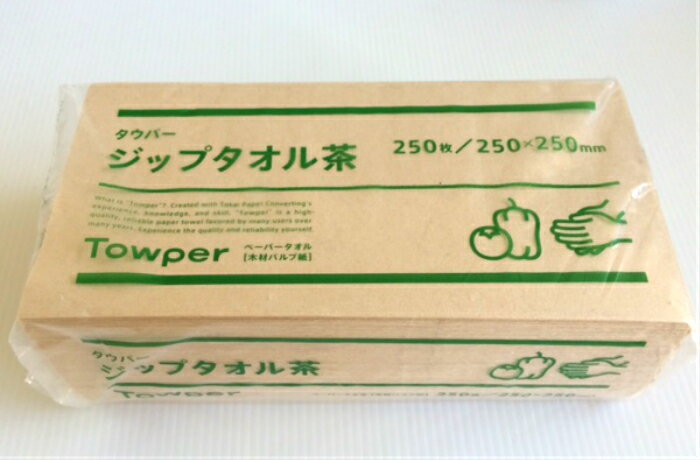 タウパー
ジップタオル茶
250枚/250×250mm
What is "Towper"? Created with Tokai Paper Converting's
experience, knowledge, and skill, "Towper" is a high-
quality, reliable paper towel favored by many users over
many years. Experience the quality and reliability yourself.
Towper
ペーパータオル
[木材パルプ紙]
タウパー
ジップタオル茶
Towper